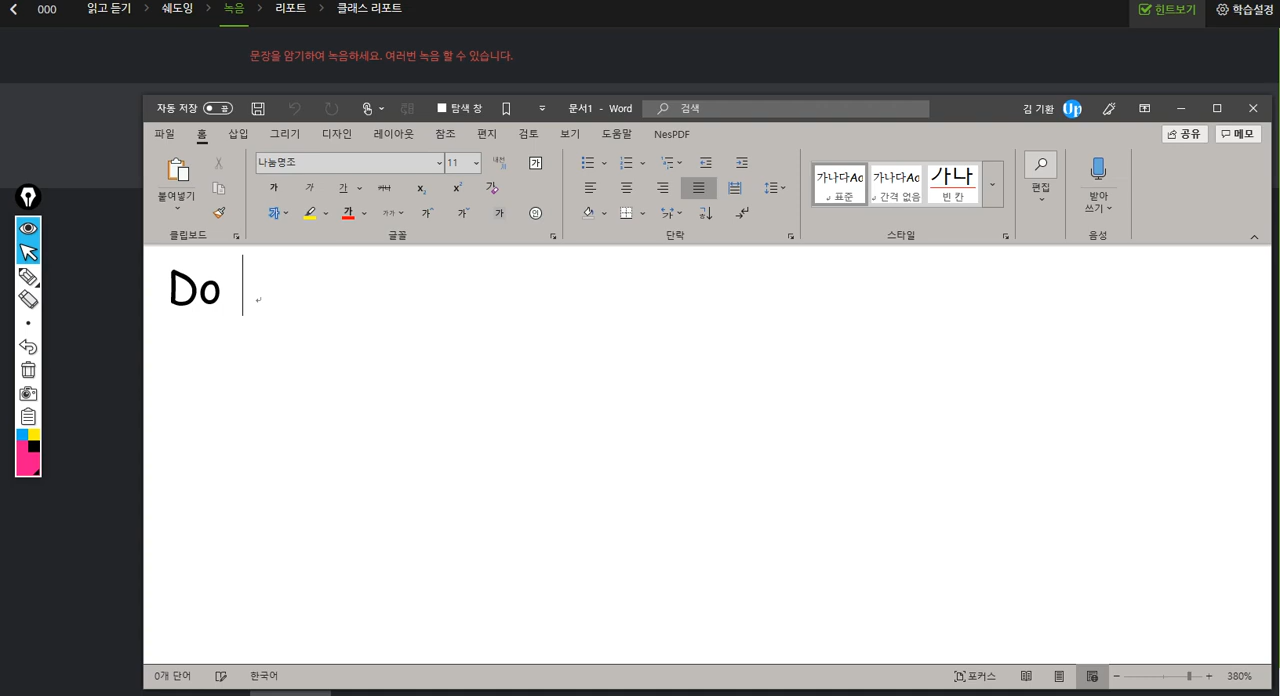 000 읽고 듣기 쉐도잉 녹음 리포트 클래스 리포트 힌트보기 학습설정
문장을 암기하여 녹음하세요. 여러번 녹음 할 수 있습니다.
자동 저장 끔 탐색 창 문서1 - Word 검색 김 기환 Up
파일 홈 삽입 그리기 디자인 레이아웃 참조 편지 검토 보기 도움말 NesPDF 공유 메모
나눔명조 11
가나다Aa 가나다Aa 가나
붙여넣기 표준 간격 없음 빈 칸 편집 받아쓰기
클립보드 글꼴 단락 스타일 음성
Do
0개 단어 한국어 포커스 380%